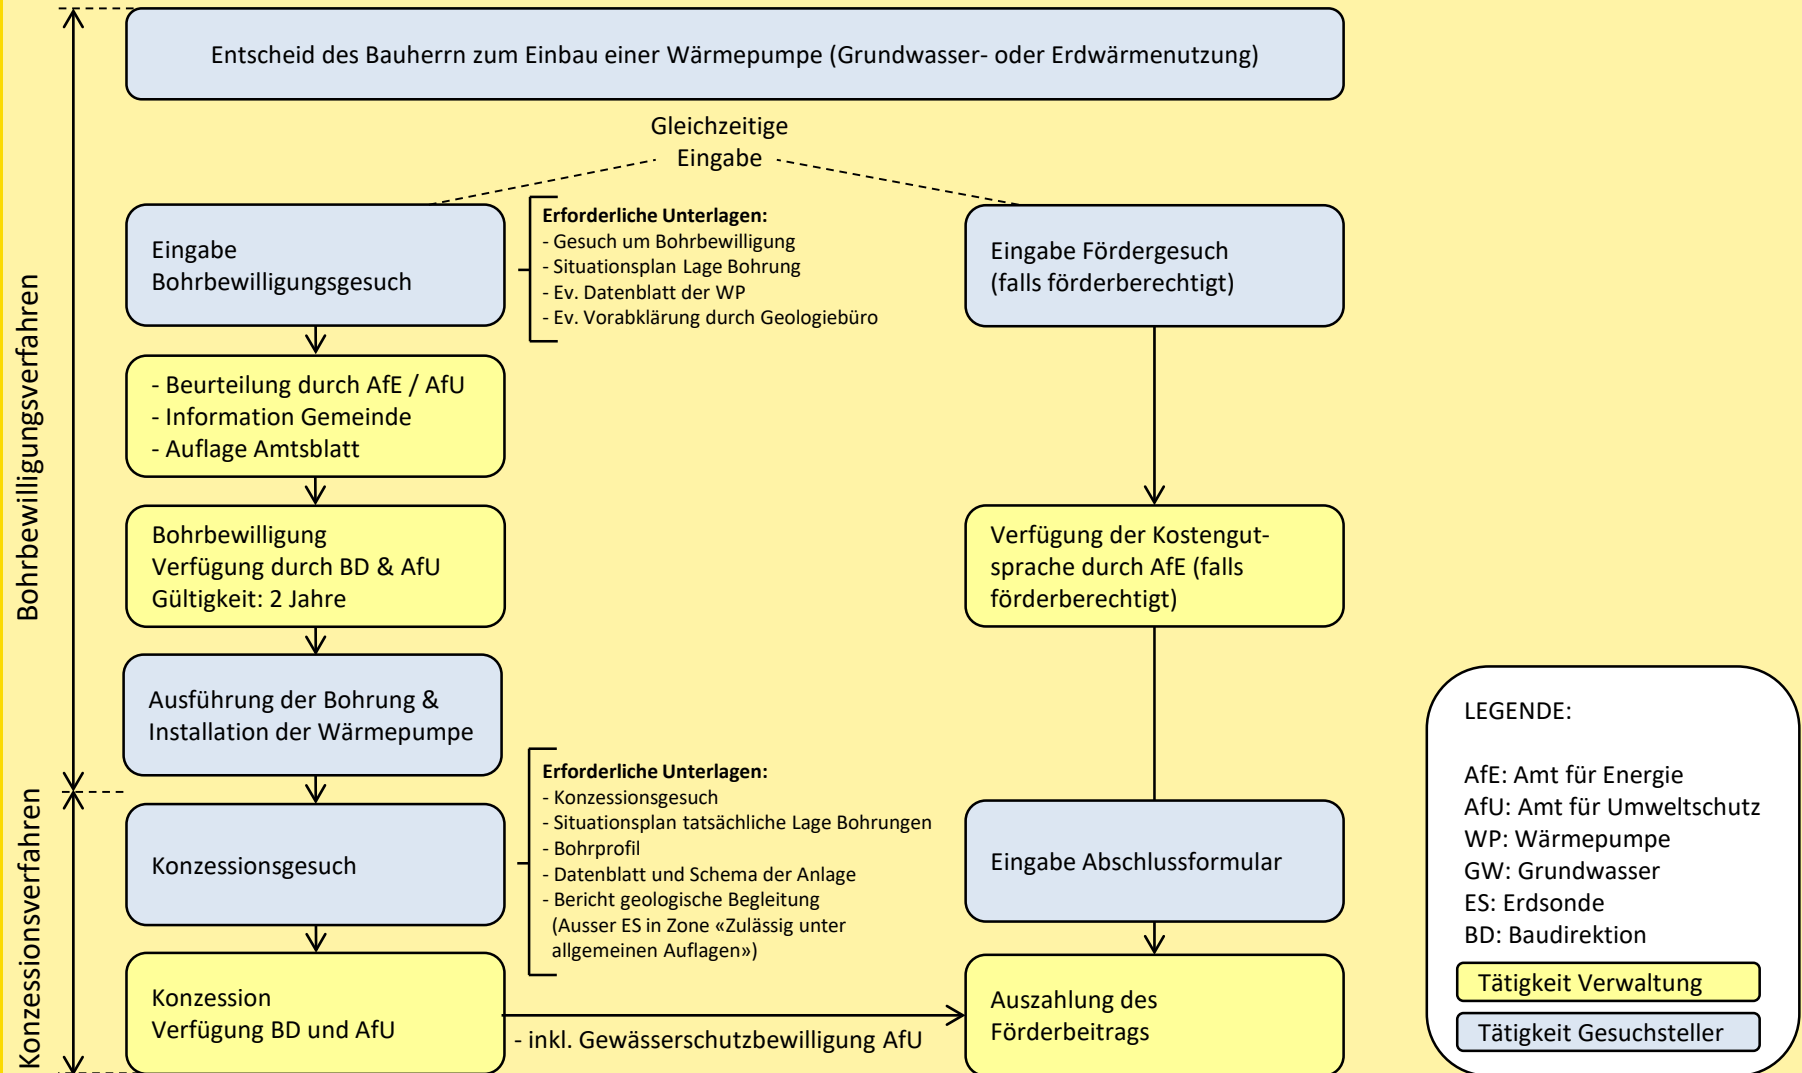 Entscheid des Bauherrn zum Einbau einer Wärmepumpe (Grundwasser- oder Erdwärmenutzung)
Gleichzeitige
Eingabe
Bohrbewilligungsverfahren
Eingabe
Bohrbewilligungsgesuch
Erforderliche Unterlagen:
- Gesuch um Bohrbewilligung
- Situationsplan Lage Bohrung
- Ev. Datenblatt der WP
- Ev. Vorabklärung durch Geologiebüro
Eingabe Fördergesuch
(falls förderberechtigt)
- Beurteilung durch AfE / AfU
- Information Gemeinde
- Auflage Amtsblatt
Bohrbewilligung
Verfügung durch BD & AfU
Gültigkeit: 2 Jahre
Verfügung der Kostengut-
sprache durch AfE (falls
förderberechtigt)
Ausführung der Bohrung &
Installation der Wärmepumpe
Konzessionsverfahren
Konzessionsgesuch
Erforderliche Unterlagen:
- Konzessionsgesuch
- Situationsplan tatsächliche Lage Bohrungen
- Bohrprofil
- Datenblatt und Schema der Anlage
- Bericht geologische Begleitung
(Ausser ES in Zone «Zulässig unter
allgemeinen Auflagen»)
Eingabe Abschlussformular
Konzession
Verfügung BD und AfU
- inkl. Gewässerschutzbewilligung AfU
Auszahlung des
Förderbeitrags
LEGENDE:
AfE: Amt für Energie
AfU: Amt für Umweltschutz
WP: Wärmepumpe
GW: Grundwasser
ES: Erdsonde
BD: Baudirektion
Tätigkeit Verwaltung
Tätigkeit Gesuchsteller